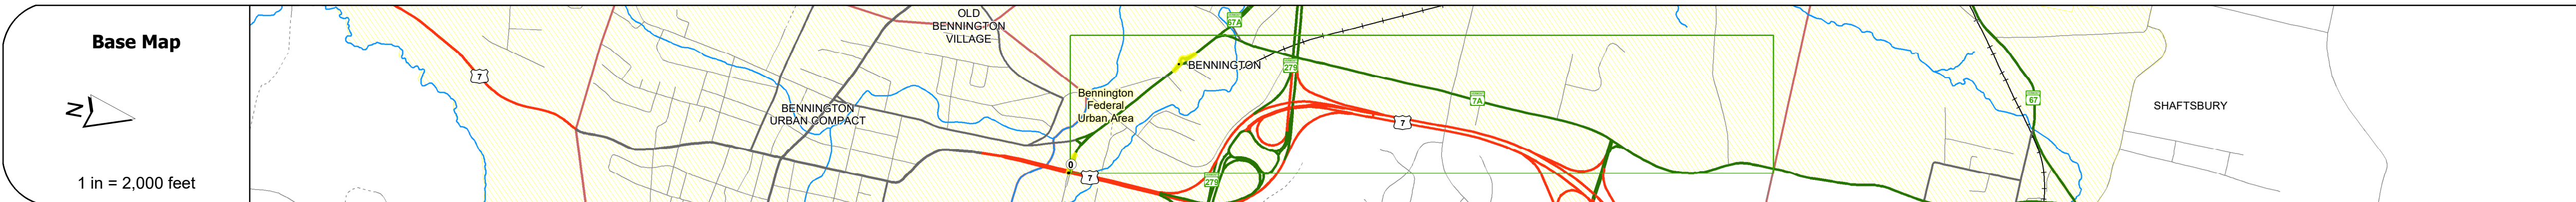 Base Map
N
1 in = 2,000 feet
7
OLD
BENNINGTON
VILLAGE
BENNINGTON
URBAN COMPACT
67A
BENNINGTON
279
Bennington
Federal
Urban Area
0
7
279
7
7A
67
SHAFTSBURY